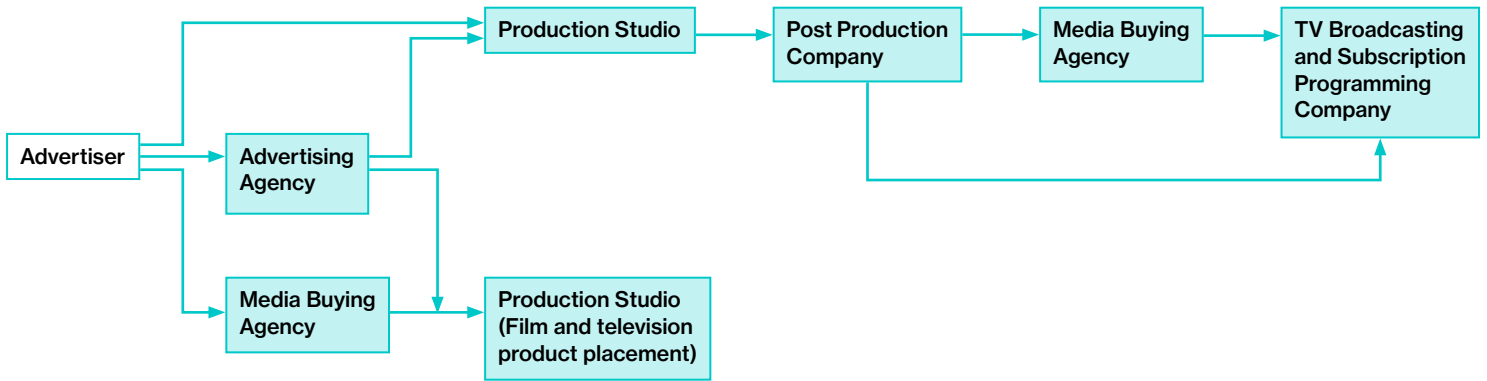 Production Studio
Post Production
Company
Media Buying
Agency
TV Broadcasting
and Subscription
Programming
Company
Advertiser
Advertising
Agency
Media Buying
Agency
Production Studio
(Film and television
product placement)